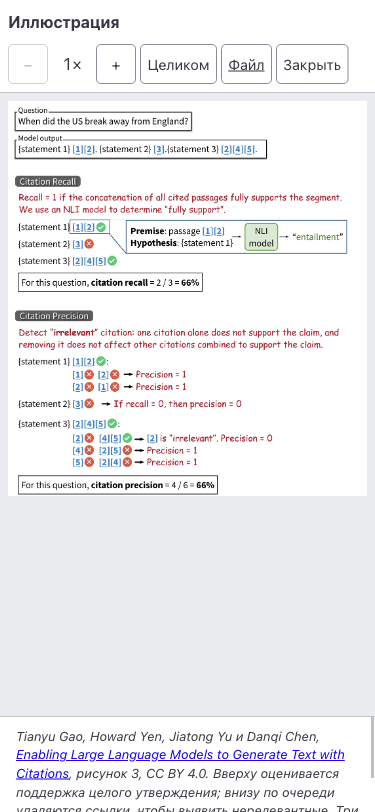 Иллюстрация
− 1× + Целиком Файл Закрыть
Question
When did the US break away from England?
Model output
{statement 1} [1][2]. {statement 2} [3].{statement 3} [2][4][5].
Citation Recall
Recall = 1 if the concatenation of all cited passages fully supports the segment.
We use an NLI model to determine “fully support”.
{statement 1} [1][2]
Premise: passage [1][2]
Hypothesis: {statement 1}
NLI
model
“entailment”
{statement 2} [3]
{statement 3} [2][4][5]
For this question, citation recall = 2 / 3 = 66%
Citation Precision
Detect “irrelevant” citation: one citation alone does not support the claim, and
removing it does not affect other citations combined to support the claim.
{statement 1} [1][2]:
[1] [2] → Precision = 1
[2] [1] → Precision = 1
{statement 2} [3] → If recall = 0, then precision = 0
{statement 3} [2][4][5]:
[2] [4][5] → [2] is “irrelevant”. Precision = 0
[4] [2][5] → Precision = 1
[5] [2][4] → Precision = 1
For this question, citation precision = 4 / 6 = 66%
Tianyu Gao, Howard Yen, Jiatong Yu и Danqi Chen,
Enabling Large Language Models to Generate Text with
Citations, рисунок 3, CC BY 4.0. Вверху оценивается
поддержка целого утверждения; внизу по очереди
удаляются ссылки, чтобы выявить нерелевантные. Три